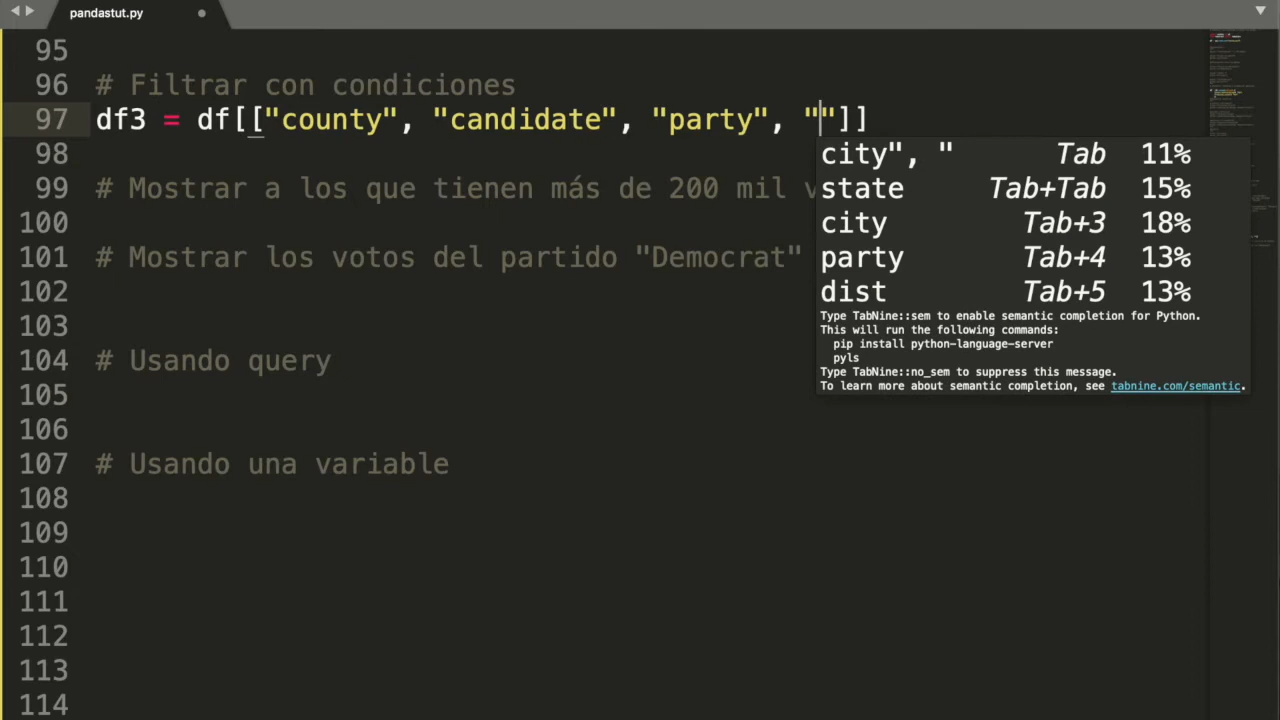 pandastut.py
95
96 # Filtrar con condiciones
97 df3 = df[["county", "candidate", "party", ""]]
98 city", " Tab 11%
99 # Mostrar a los que tienen más de 200 mil v state Tab+Tab 15%
100 city Tab+3 18%
101 # Mostrar los votos del partido "Democrat" party Tab+4 13%
102 dist Tab+5 13%
Type TabNine::sem to enable semantic completion for Python.
103 This will run the following commands:
pip install python-language-server
104 # Usando query pyls
Type TabNine::no_sem to suppress this message.
105 To learn more about semantic completion, see tabnine.com/semantic.
106
107 # Usando una variable
108
109
110
111
112
113
114